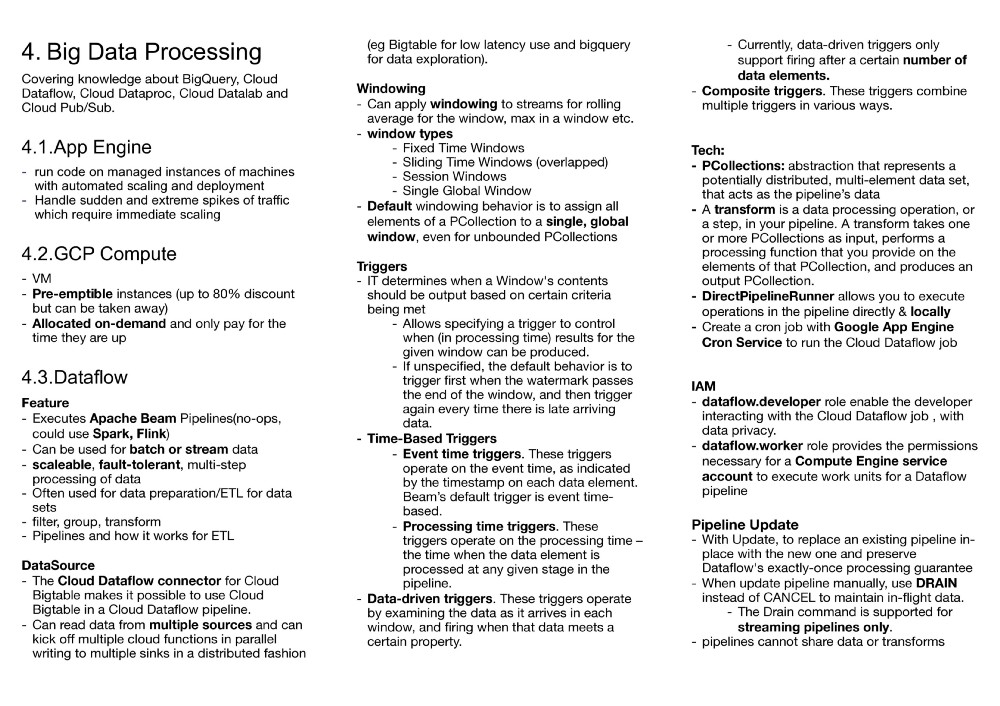 4. Big Data Processing
Covering knowledge about BigQuery, Cloud
Dataflow, Cloud Dataproc, Cloud Datalab and
Cloud Pub/Sub.
4.1.App Engine
- run code on managed instances of machines
with automated scaling and deployment
- Handle sudden and extreme spikes of traffic
which require immediate scaling
4.2.GCP Compute
- VM
- Pre-emptible instances (up to 80% discount
but can be taken away)
- Allocated on-demand and only pay for the
time they are up
4.3.Dataflow
Feature
- Executes Apache Beam Pipelines(no-ops,
could use Spark, Flink)
- Can be used for batch or stream data
- scaleable, fault-tolerant, multi-step
processing of data
- Often used for data preparation/ETL for data
sets
- filter, group, transform
- Pipelines and how it works for ETL
DataSource
- The Cloud Dataflow connector for Cloud
Bigtable makes it possible to use Cloud
Bigtable in a Cloud Dataflow pipeline.
- Can read data from multiple sources and can
kick off multiple cloud functions in parallel
writing to multiple sinks in a distributed fashion
(eg Bigtable for low latency use and bigquery
for data exploration).
Windowing
- Can apply windowing to streams for rolling
average for the window, max in a window etc.
- window types
- Fixed Time Windows
- Sliding Time Windows (overlapped)
- Session Windows
- Single Global Window
- Default windowing behavior is to assign all
elements of a PCollection to a single, global
window, even for unbounded PCollections
Triggers
- IT determines when a Window's contents
should be output based on certain criteria
being met
- Allows specifying a trigger to control
when (in processing time) results for the
given window can be produced.
- If unspecified, the default behavior is to
trigger first when the watermark passes
the end of the window, and then trigger
again every time there is late arriving
data.
- Time-Based Triggers
- Event time triggers. These triggers
operate on the event time, as indicated
by the timestamp on each data element.
Beam's default trigger is event time-
based.
- Processing time triggers. These
triggers operate on the processing time –
the time when the data element is
processed at any given stage in the
pipeline.
- Data-driven triggers. These triggers operate
by examining the data as it arrives in each
window, and firing when that data meets a
certain property.
- Currently, data-driven triggers only
support firing after a certain number of
data elements.
- Composite triggers. These triggers combine
multiple triggers in various ways.
Tech:
- PCollections: abstraction that represents a
potentially distributed, multi-element data set,
that acts as the pipeline's data
- A transform is a data processing operation, or
a step, in your pipeline. A transform takes one
or more PCollections as input, performs a
processing function that you provide on the
elements of that PCollection, and produces an
output PCollection.
- DirectPipelineRunner allows you to execute
operations in the pipeline directly & locally
- Create a cron job with Google App Engine
Cron Service to run the Cloud Dataflow job
IAM
- dataflow.developer role enable the developer
interacting with the Cloud Dataflow job , with
data privacy.
- dataflow.worker role provides the permissions
necessary for a Compute Engine service
account to execute work units for a Dataflow
pipeline
Pipeline Update
- With Update, to replace an existing pipeline in-
place with the new one and preserve
Dataflow's exactly-once processing guarantee
- When update pipeline manually, use DRAIN
instead of CANCEL to maintain in-flight data.
- The Drain command is supported for
streaming pipelines only.
- pipelines cannot share data or transforms